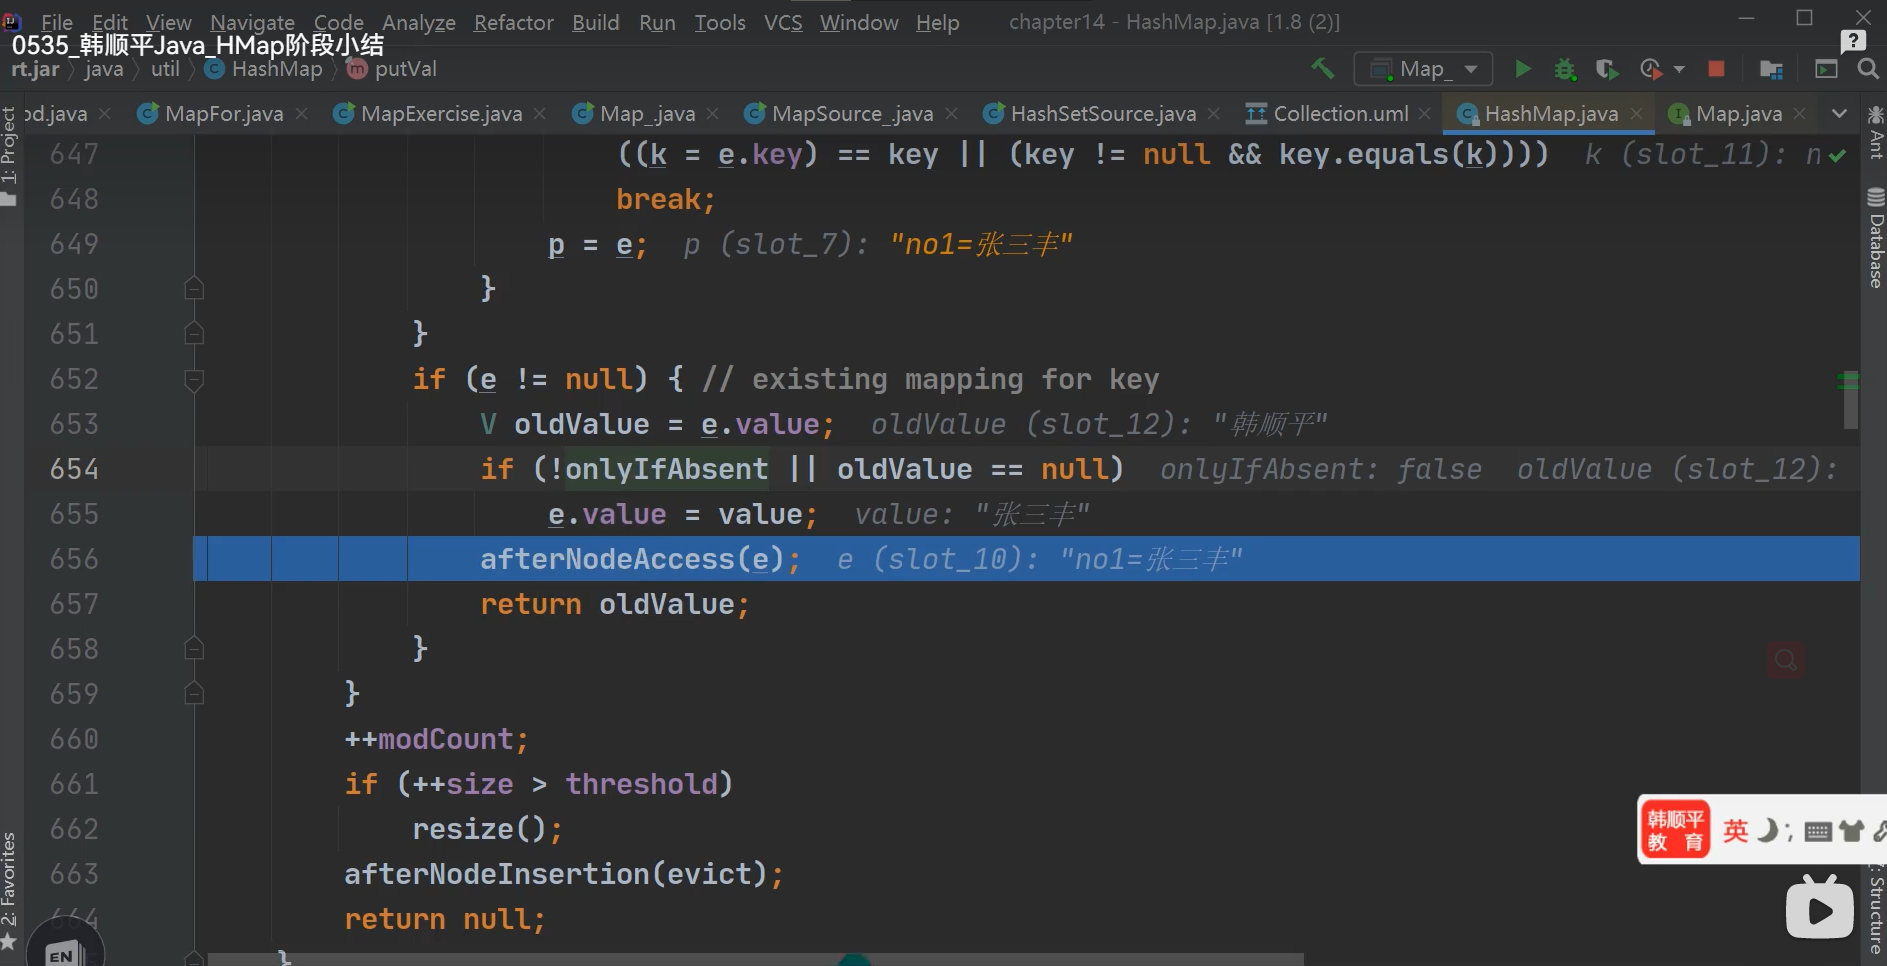 File Edit View Navigate Code Analyze Refactor Build Run Tools VCS Window Help chapter14 - HashMap.java [1.8 (2)]
0535_韩顺平Java_HMap阶段小结
rt.jar java util HashMap putVal Map_
od.java MapFor.java MapExercise.java Map_.java MapSource_.java HashSetSource.java Collection.uml HashMap.java Map.java
647 ((k = e.key) == key || (key != null && key.equals(k)))) k (slot_11): n
648 break;
649 p = e; p (slot_7): "no1=张三丰"
650 }
651 }
652 if (e != null) { // existing mapping for key
653 V oldValue = e.value; oldValue (slot_12): "韩顺平"
654 if (!onlyIfAbsent || oldValue == null) onlyIfAbsent: false oldValue (slot_12):
655 e.value = value; value: "张三丰"
656 afterNodeAccess(e); e (slot_10): "no1=张三丰"
657 return oldValue;
658 }
659 }
660 ++modCount;
661 if (++size > threshold)
662 resize();
663 afterNodeInsertion(evict);
664 return null;
}
1: Project
2: Favorites
Ant
Database
Structure
韩顺平
教育
英
EN